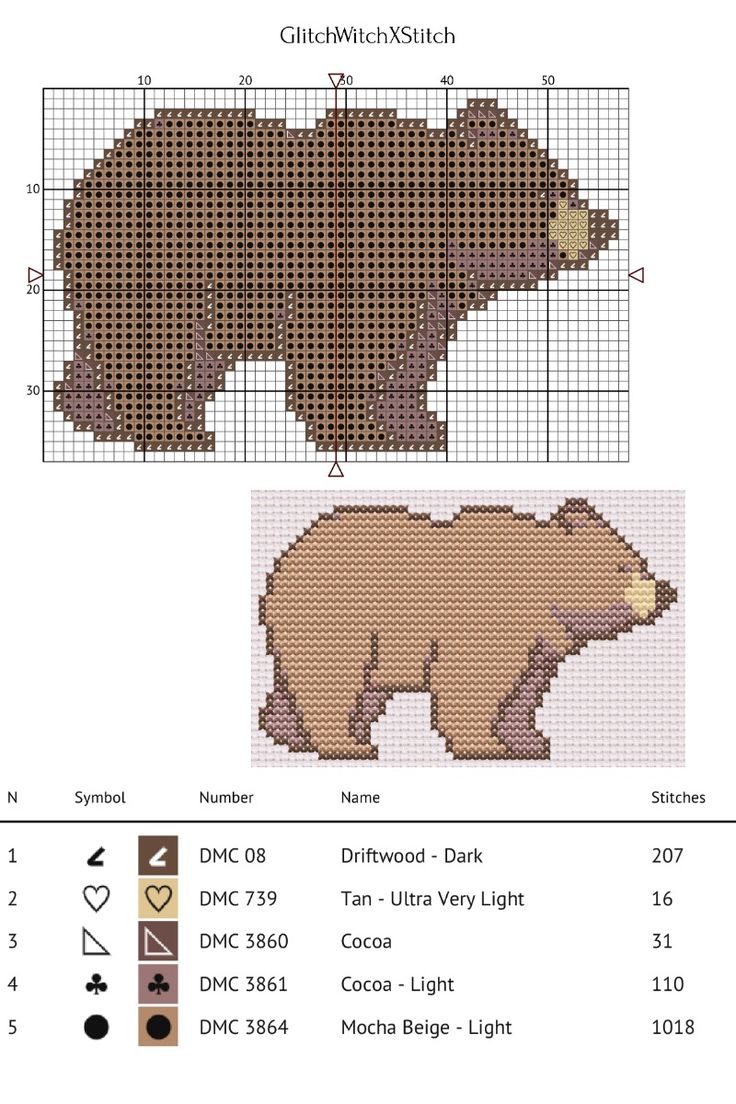 GlitchWitchXStitch
10 20 30 40 50
10
20
30
N Symbol Number Name Stitches
1 DMC 08 Driftwood - Dark 207
2 DMC 739 Tan - Ultra Very Light 16
3 DMC 3860 Cocoa 31
4 DMC 3861 Cocoa - Light 110
5 DMC 3864 Mocha Beige - Light 1018